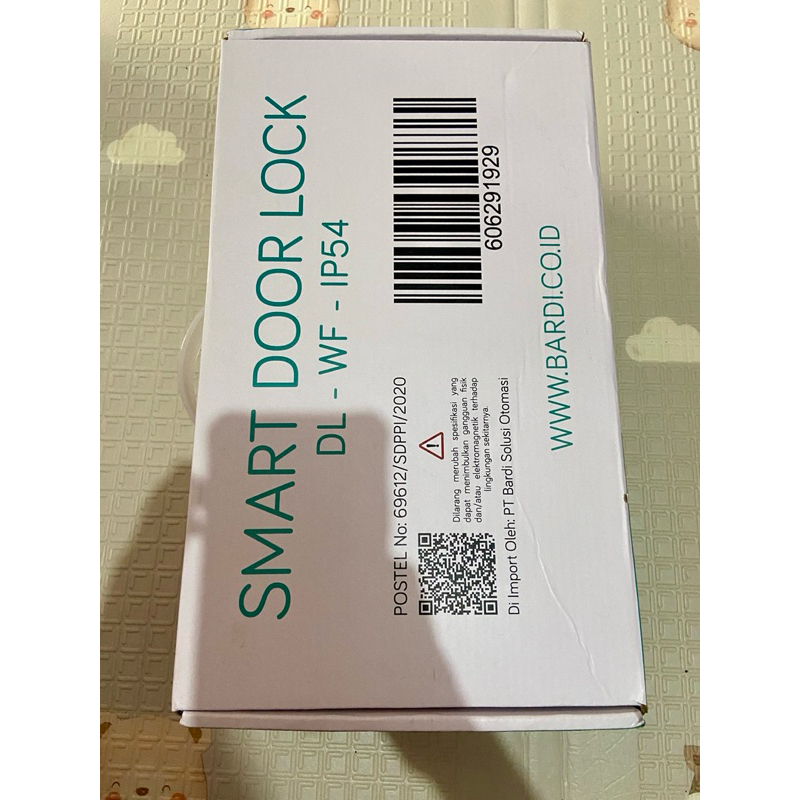 SMART DOOR LOCK
DL - WF - IP54
606291929
POSTEL No: 69612/SDPPI/2020
Dilarang merubah spesifikasi yang
dapat menimbulkan gangguan fisik
dan/atau elektromagnetik terhadap
lingkungan sekitarnya.
Di Import Oleh: PT Bardi Solusi Otomasi
WWW.BARDI.CO.ID